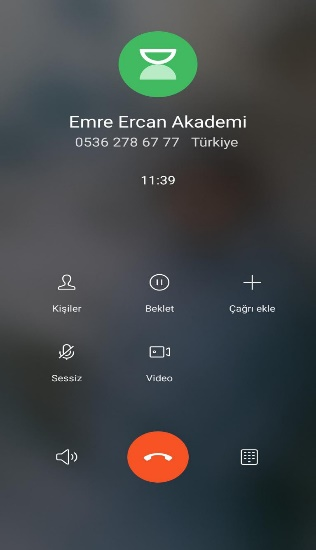 Emre Ercan Akademi
0536 278 67 77 Türkiye
11:39
Kişiler Beklet Çağrı ekle
Sessiz Video